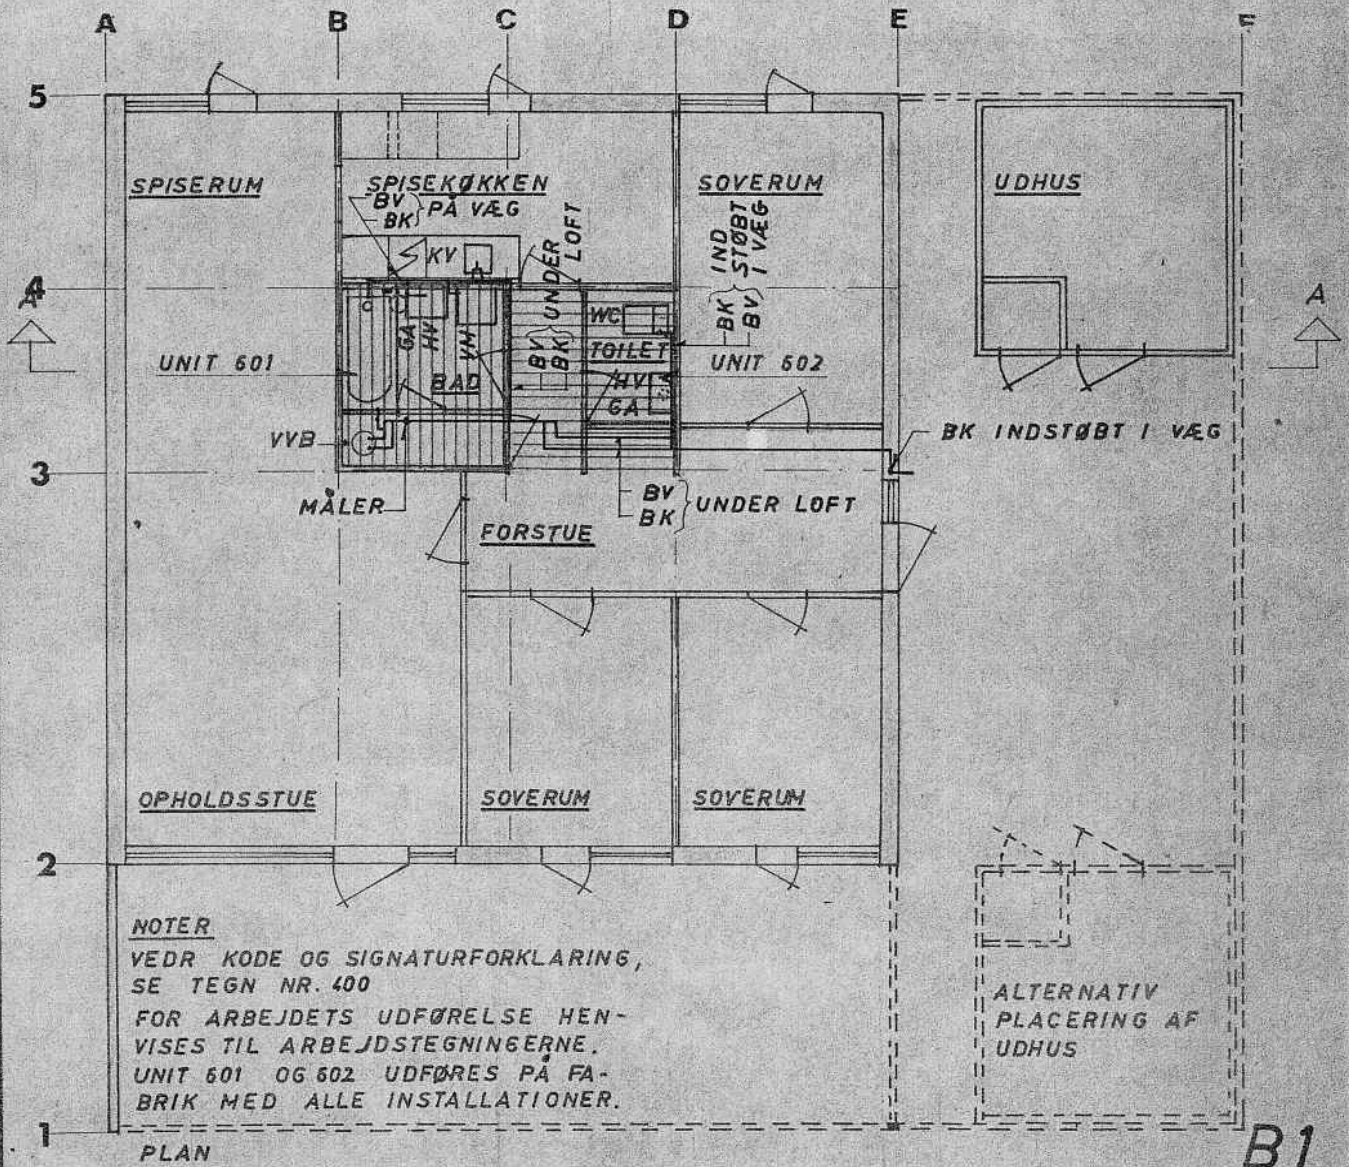 A B C D E F
5
SPISERUM
SPISEKØKKEN
BV
BK } PÅ VÆG
SOVERUM
UDHUS
KV
UNDER LOFT
BV
BK
IND
STØBT
I VÆG
BK
BV
4
A
A
WC
TOILET
HV
GA
GA
HV
VM
BAD
UNIT 601
UNIT 602
VVB
BK INDSTØBT I VÆG
3
MÅLER
BV
BK } UNDER LOFT
FORSTUE
OPHOLDSSTUE
SOVERUM
SOVERUM
2
NOTER
VEDR KODE OG SIGNATURFORKLARING,
SE TEGN NR. 400
FOR ARBEJDETS UDFØRELSE HEN-
VISES TIL ARBEJDSTEGNINGERNE.
UNIT 601 OG 602 UDFØRES PÅ FA-
BRIK MED ALLE INSTALLATIONER.
ALTERNATIV
PLACERING AF
UDHUS
1
PLAN
B1